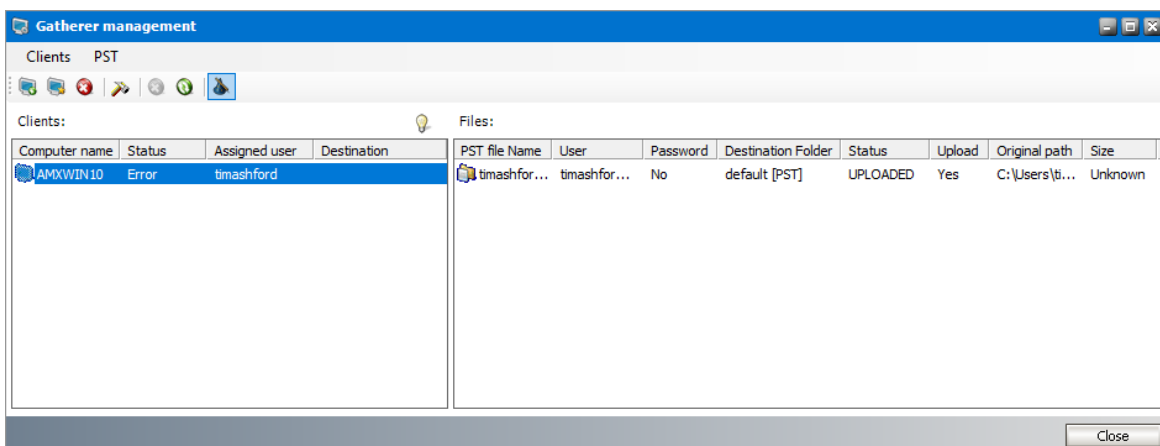 Gatherer management
Clients PST
Clients:
Files:
Computer name Status Assigned user Destination
PST file Name User Password Destination Folder Status Upload Original path Size
AMXWIN10 Error timashford
timashfor... timashfor... No default [PST] UPLOADED Yes C:\Users\ti... Unknown
Close